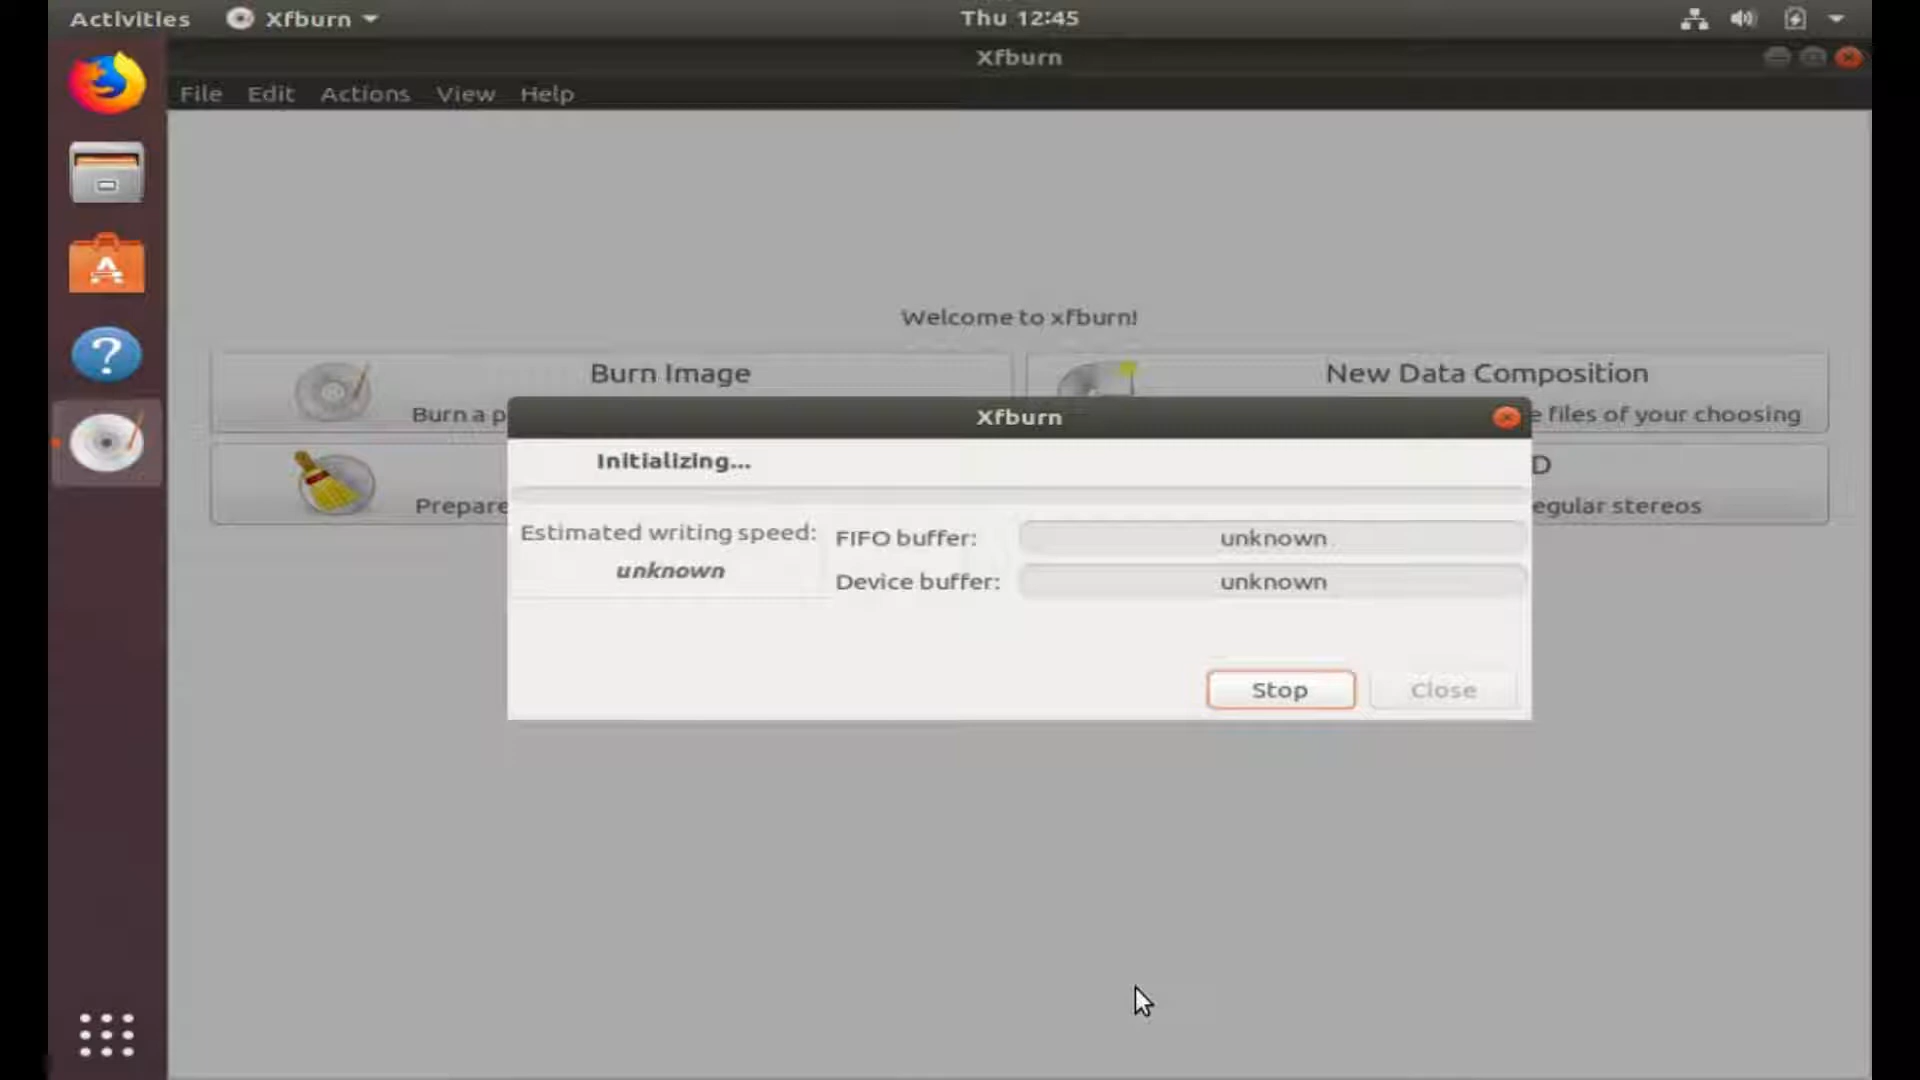 Activities Xfburn Thu 12:45
Xfburn
File Edit Actions View Help
Welcome to xfburn!
Burn Image New Data Composition
Burn a p e files of your choosing
Xfburn
Initializing...
D
Prepare egular stereos
Estimated writing speed: FIFO buffer: unknown
unknown Device buffer: unknown
Stop Close